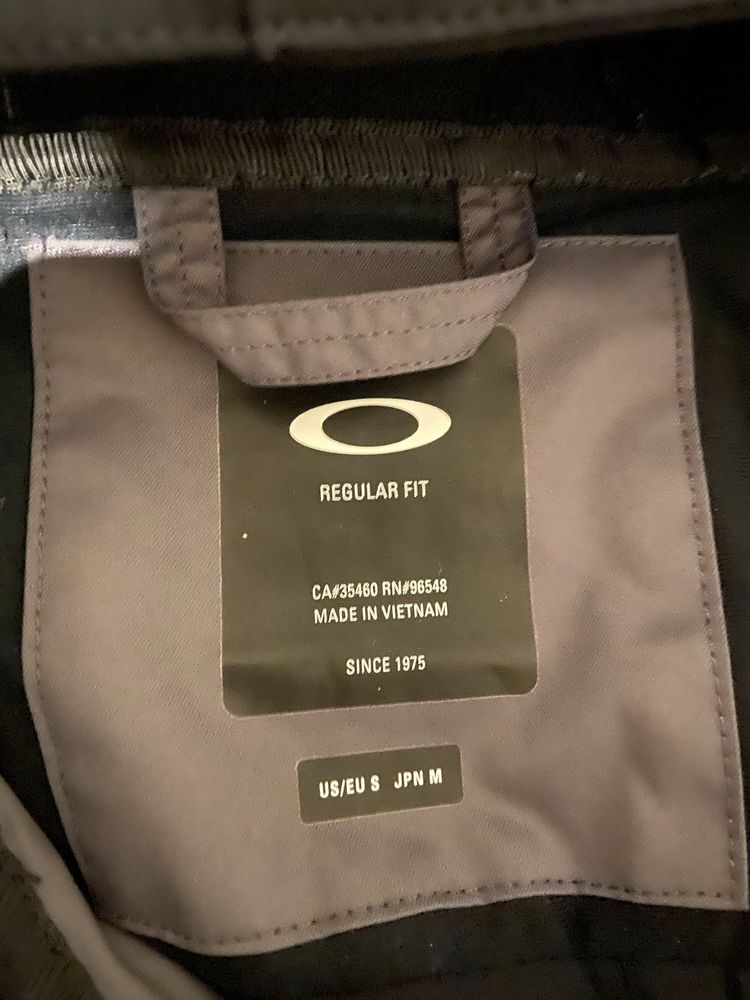 REGULAR FIT
CA#35460 RN#96548
MADE IN VIETNAM
SINCE 1975
US/EU S JPN M